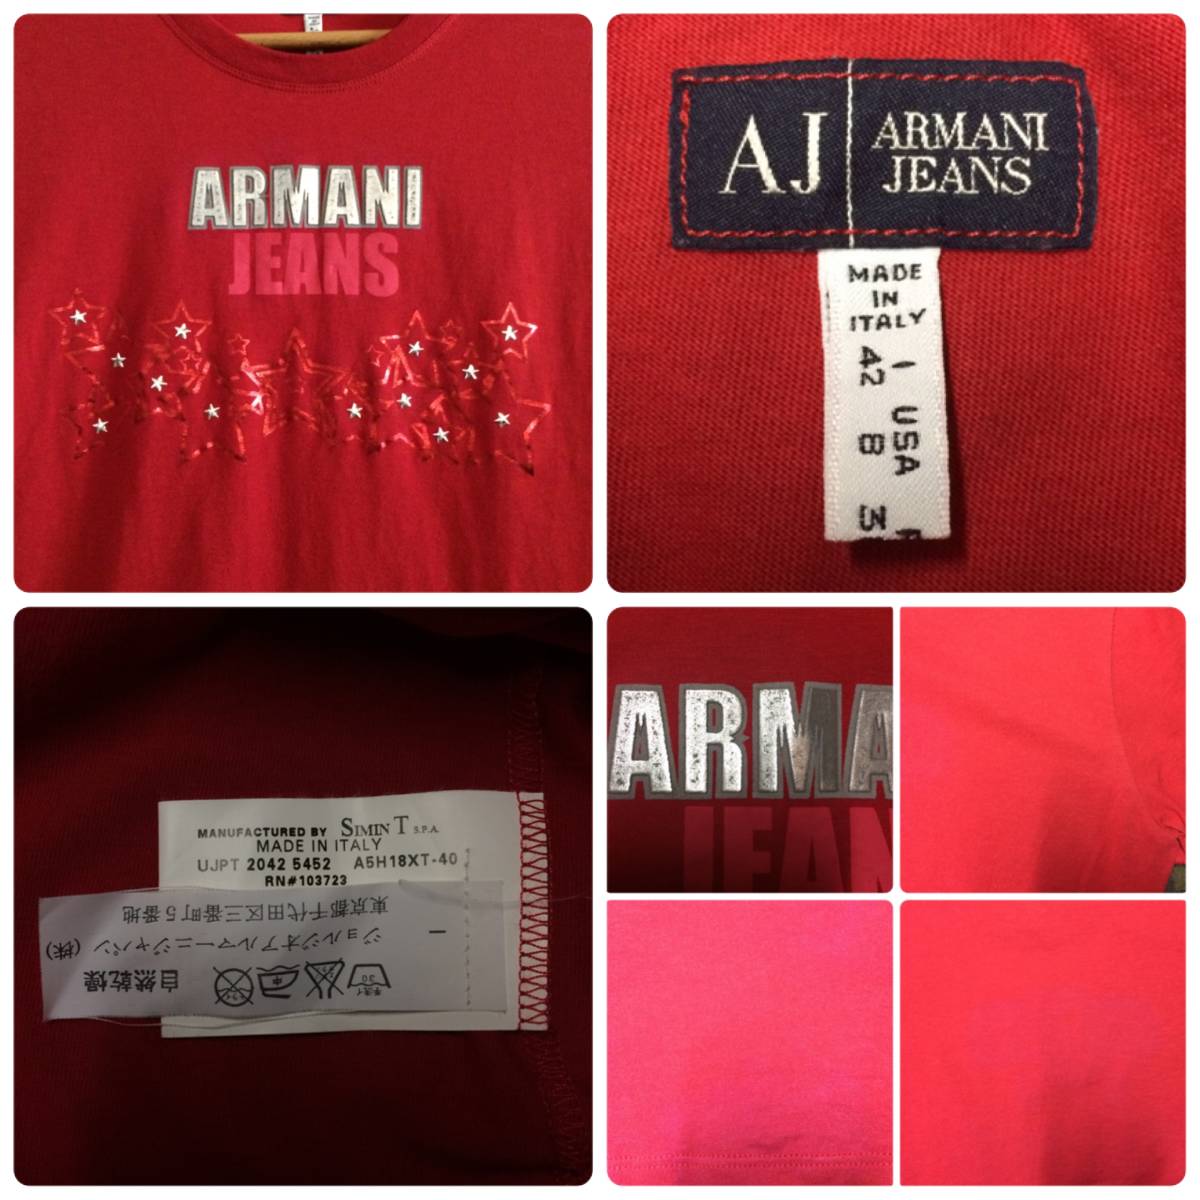 ARMANI
JEANS
AJ
ARMANI
JEANS
MADE
IN
ITALY
I 42
USA 8
MANUFACTURED BY SIMIN T S.P.A.
MADE IN ITALY
UJPT 2042 5452 A5H18XT-40
RN#103723
東京都千代田区三番町5番地
ジョルジオアルマーニジャパン (株)
自然乾燥
ARMA
JEAN